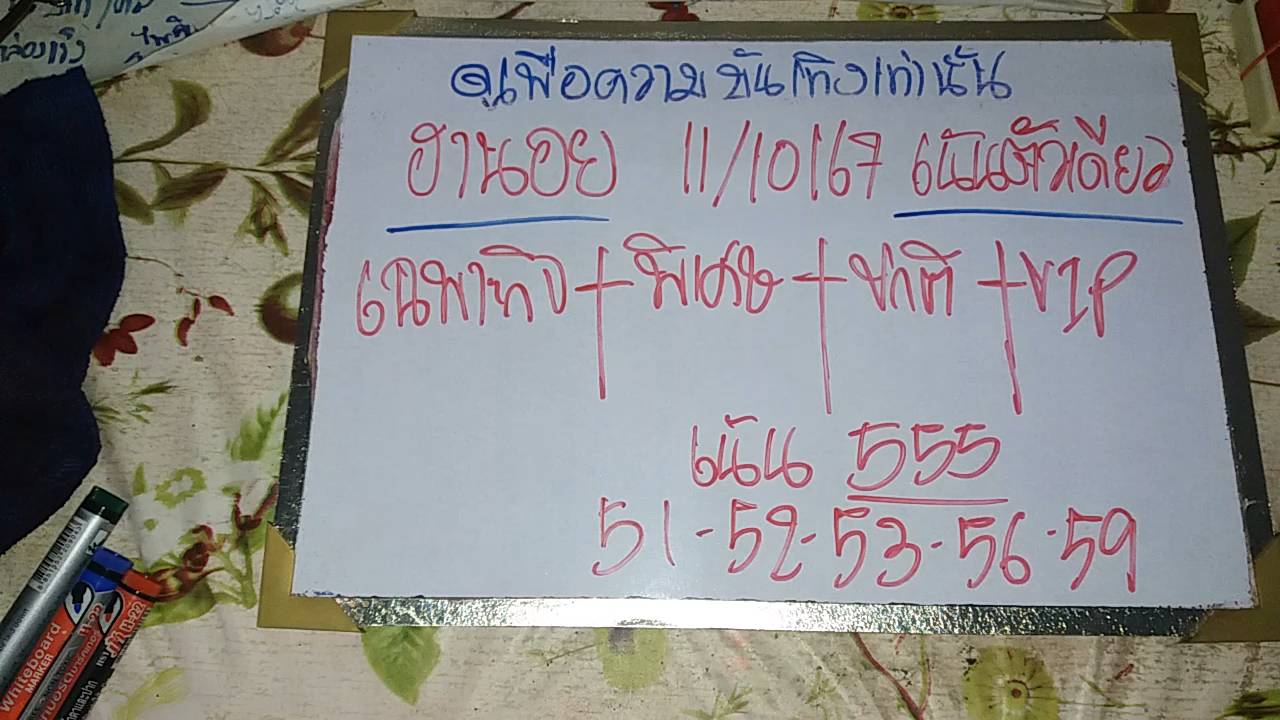 ดูเพื่อความบันเทิงเท่านั้น
ฮานอย 11/10/67 เน้นตัวเดียว
เฉพาะกิจ + พิเศษ + ปกติ + VIP
เน้น 555
51-52-53-56-59
Whiteboard
MARKER